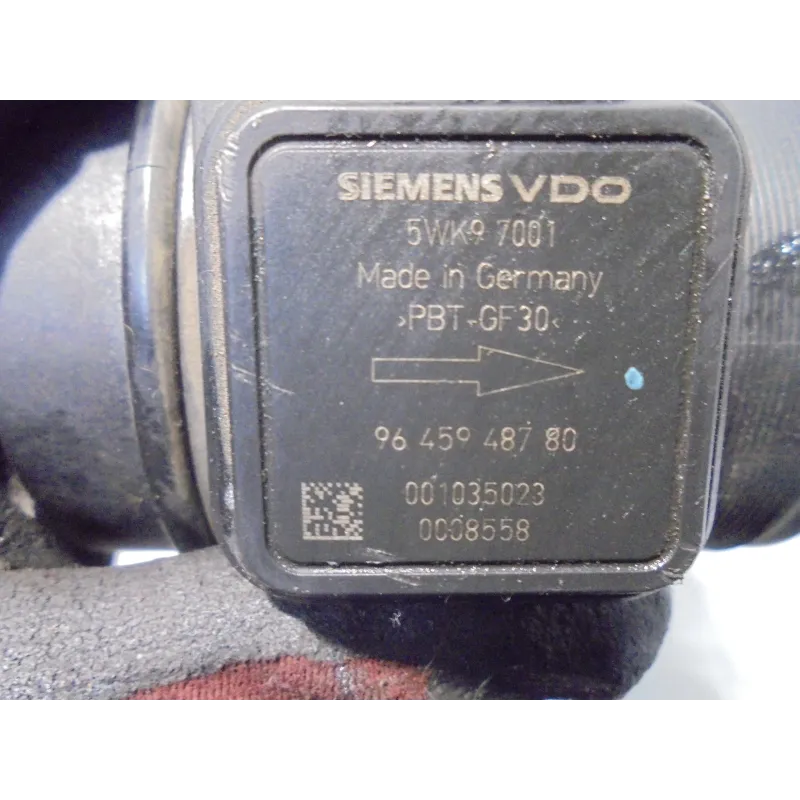 SIEMENS VDO
5WK9 7001
Made in Germany
>PBT-GF30<
96 459 487 80
001035023
0008558